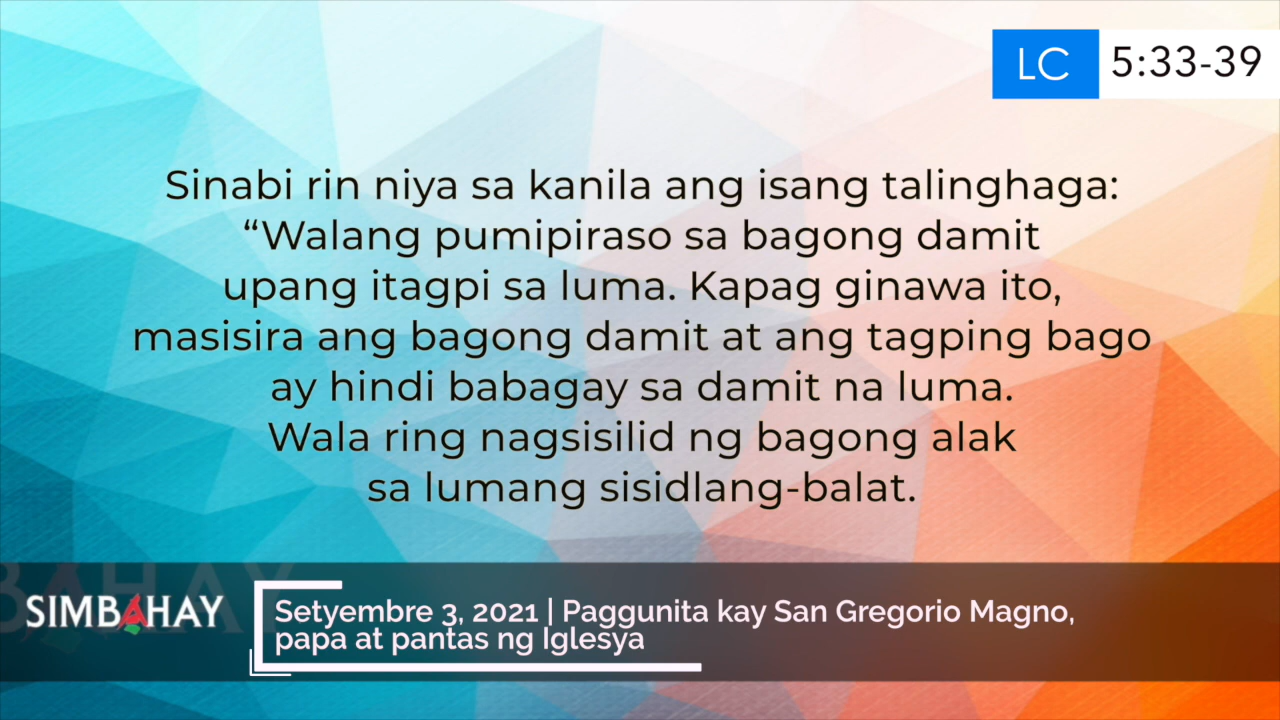 LC 5:33-39
Sinabi rin niya sa kanila ang isang talinghaga:
“Walang pumipiraso sa bagong damit
upang itagpi sa luma. Kapag ginawa ito,
masisira ang bagong damit at ang tagping bago
ay hindi babagay sa damit na luma.
Wala ring nagsisilid ng bagong alak
sa lumang sisidlang-balat.
SIMBAHAY
Setyembre 3, 2021 | Paggunita kay San Gregorio Magno,
papa at pantas ng Iglesya